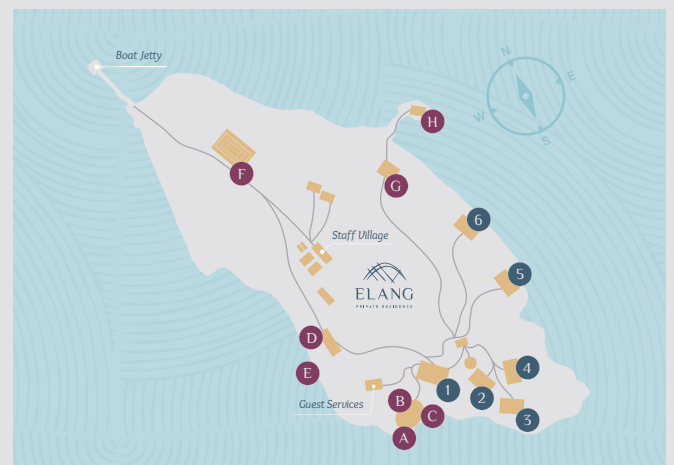 Boat Jetty
N
E
W
S
H
F
G
6
Staff Village
5
ELANG
PRIVATE RESIDENCE
D
E
4
Guest Services
1
B
2
C
3
A